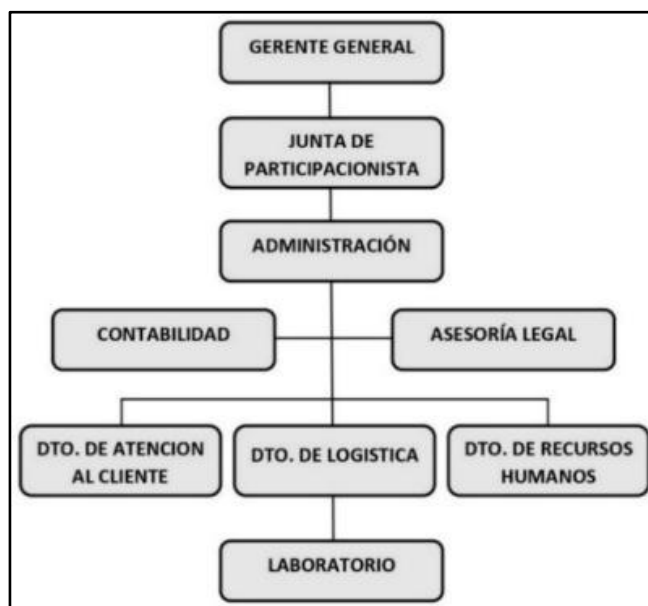 GERENTE GENERAL
JUNTA DE
PARTICIPACIONISTA
ADMINISTRACIÓN
CONTABILIDAD
ASESORÍA LEGAL
DTO. DE ATENCION
AL CLIENTE
DTO. DE LOGISTICA
DTO. DE RECURSOS
HUMANOS
LABORATORIO